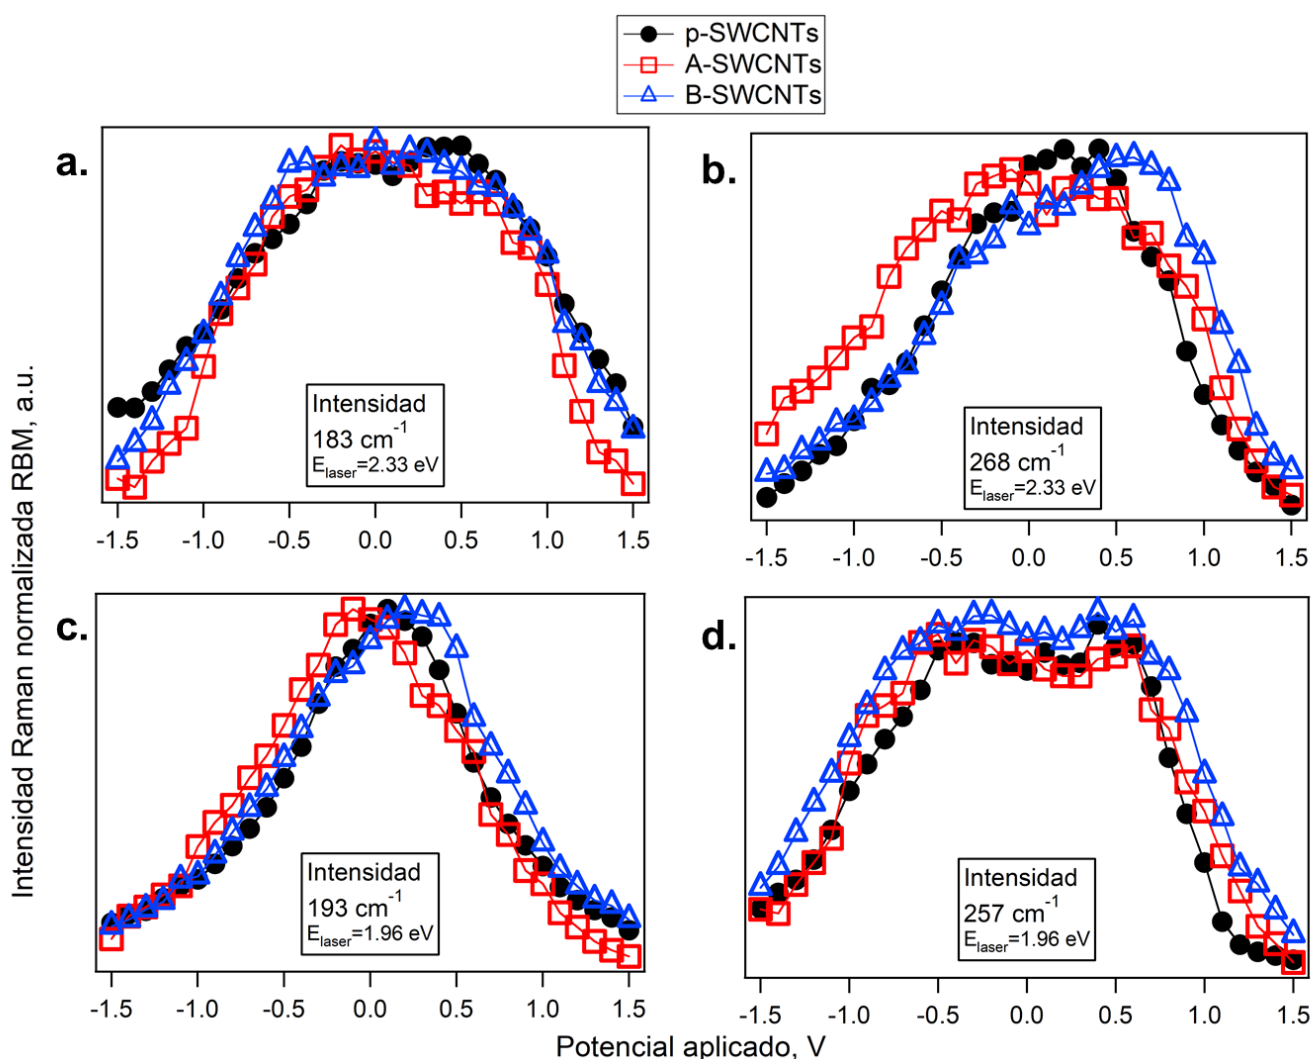 p-SWCNTs
A-SWCNTs
B-SWCNTs
a.
Intensidad
183 cm⁻¹
E_laser=2.33 eV
-1.5 -1.0 -0.5 0.0 0.5 1.0 1.5
b.
Intensidad
268 cm⁻¹
E_laser=2.33 eV
-1.5 -1.0 -0.5 0.0 0.5 1.0 1.5
Intensidad Raman normalizada RBM, a.u.
c.
Intensidad
193 cm⁻¹
E_laser=1.96 eV
-1.5 -1.0 -0.5 0.0 0.5 1.0 1.5
d.
Intensidad
257 cm⁻¹
E_laser=1.96 eV
-1.5 -1.0 -0.5 0.0 0.5 1.0 1.5
Potencial aplicado, V